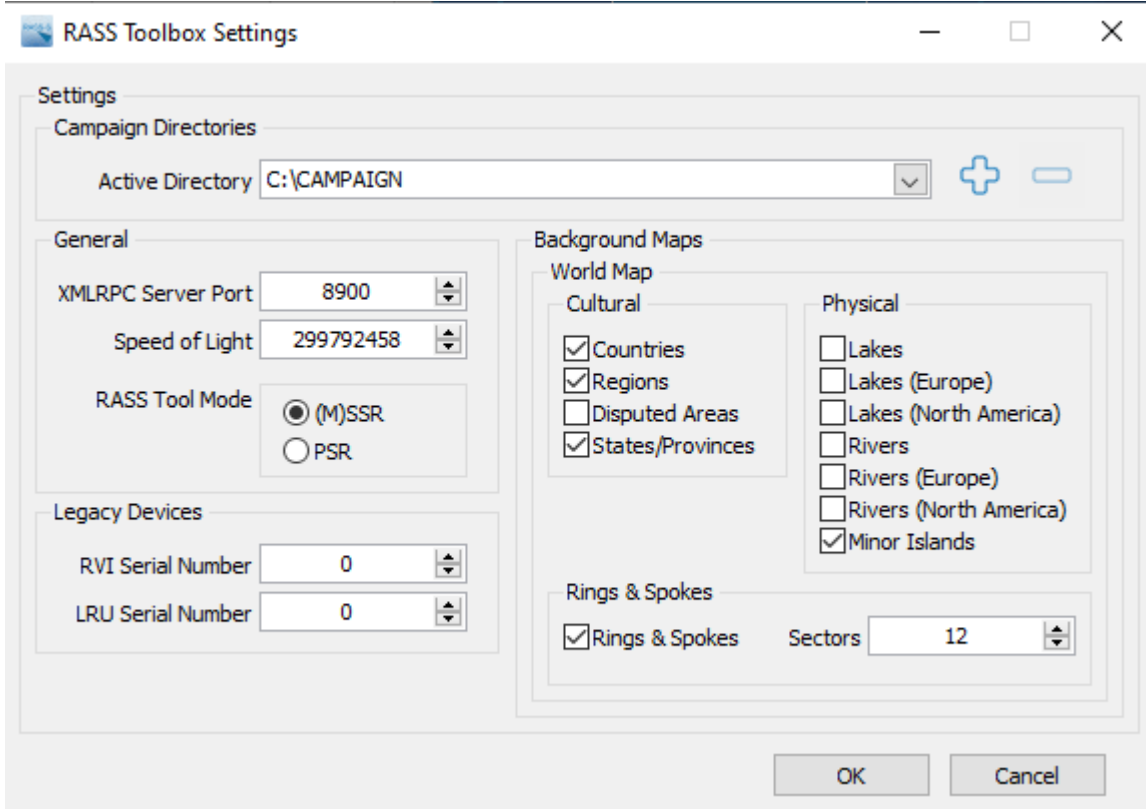 RASS Toolbox Settings
Settings
Campaign Directories
Active Directory C:\CAMPAIGN
General
XMLRPC Server Port 8900
Speed of Light 299792458
RASS Tool Mode
(M)SSR
PSR
Legacy Devices
RVI Serial Number 0
LRU Serial Number 0
Background Maps
World Map
Cultural
Countries
Regions
Disputed Areas
States/Provinces
Physical
Lakes
Lakes (Europe)
Lakes (North America)
Rivers
Rivers (Europe)
Rivers (North America)
Minor Islands
Rings & Spokes
Rings & Spokes Sectors 12
OK Cancel